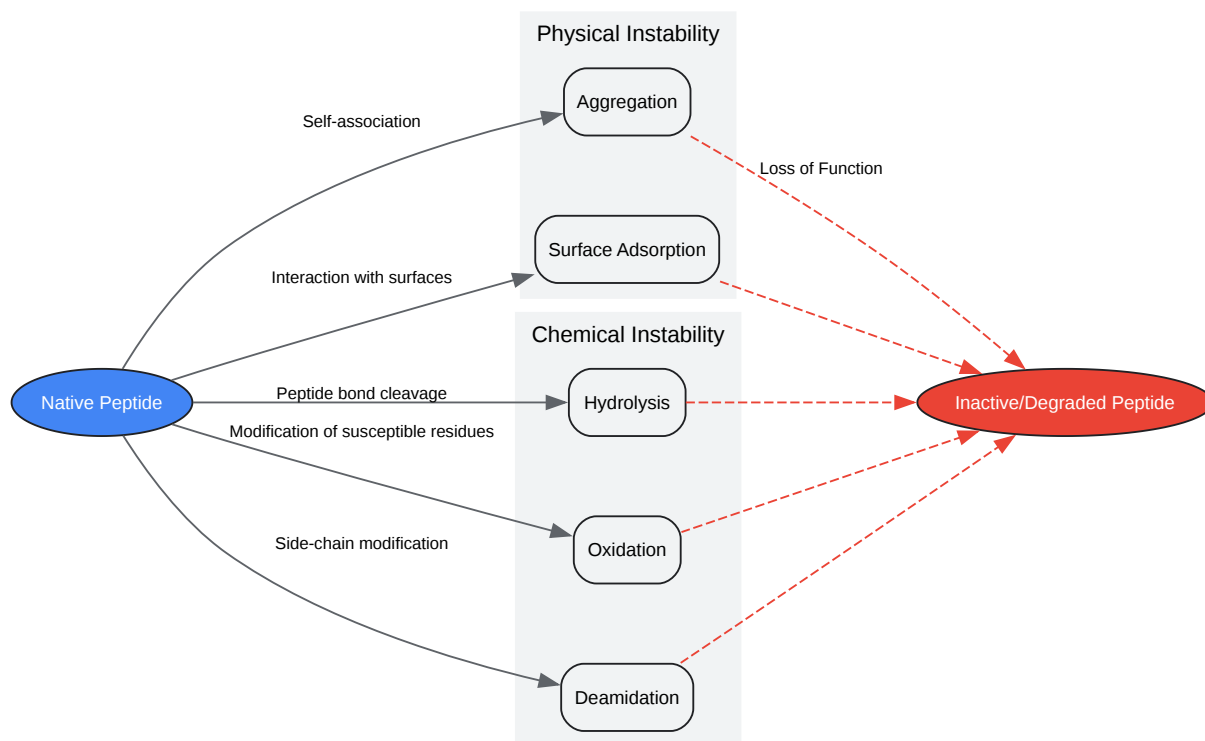 Physical Instability
Aggregation
Self-association
Loss of Function
Surface Adsorption
Interaction with surfaces
Chemical Instability
Native Peptide
Peptide bond cleavage
Hydrolysis
Inactive/Degraded Peptide
Modification of susceptible residues
Oxidation
Side-chain modification
Deamidation